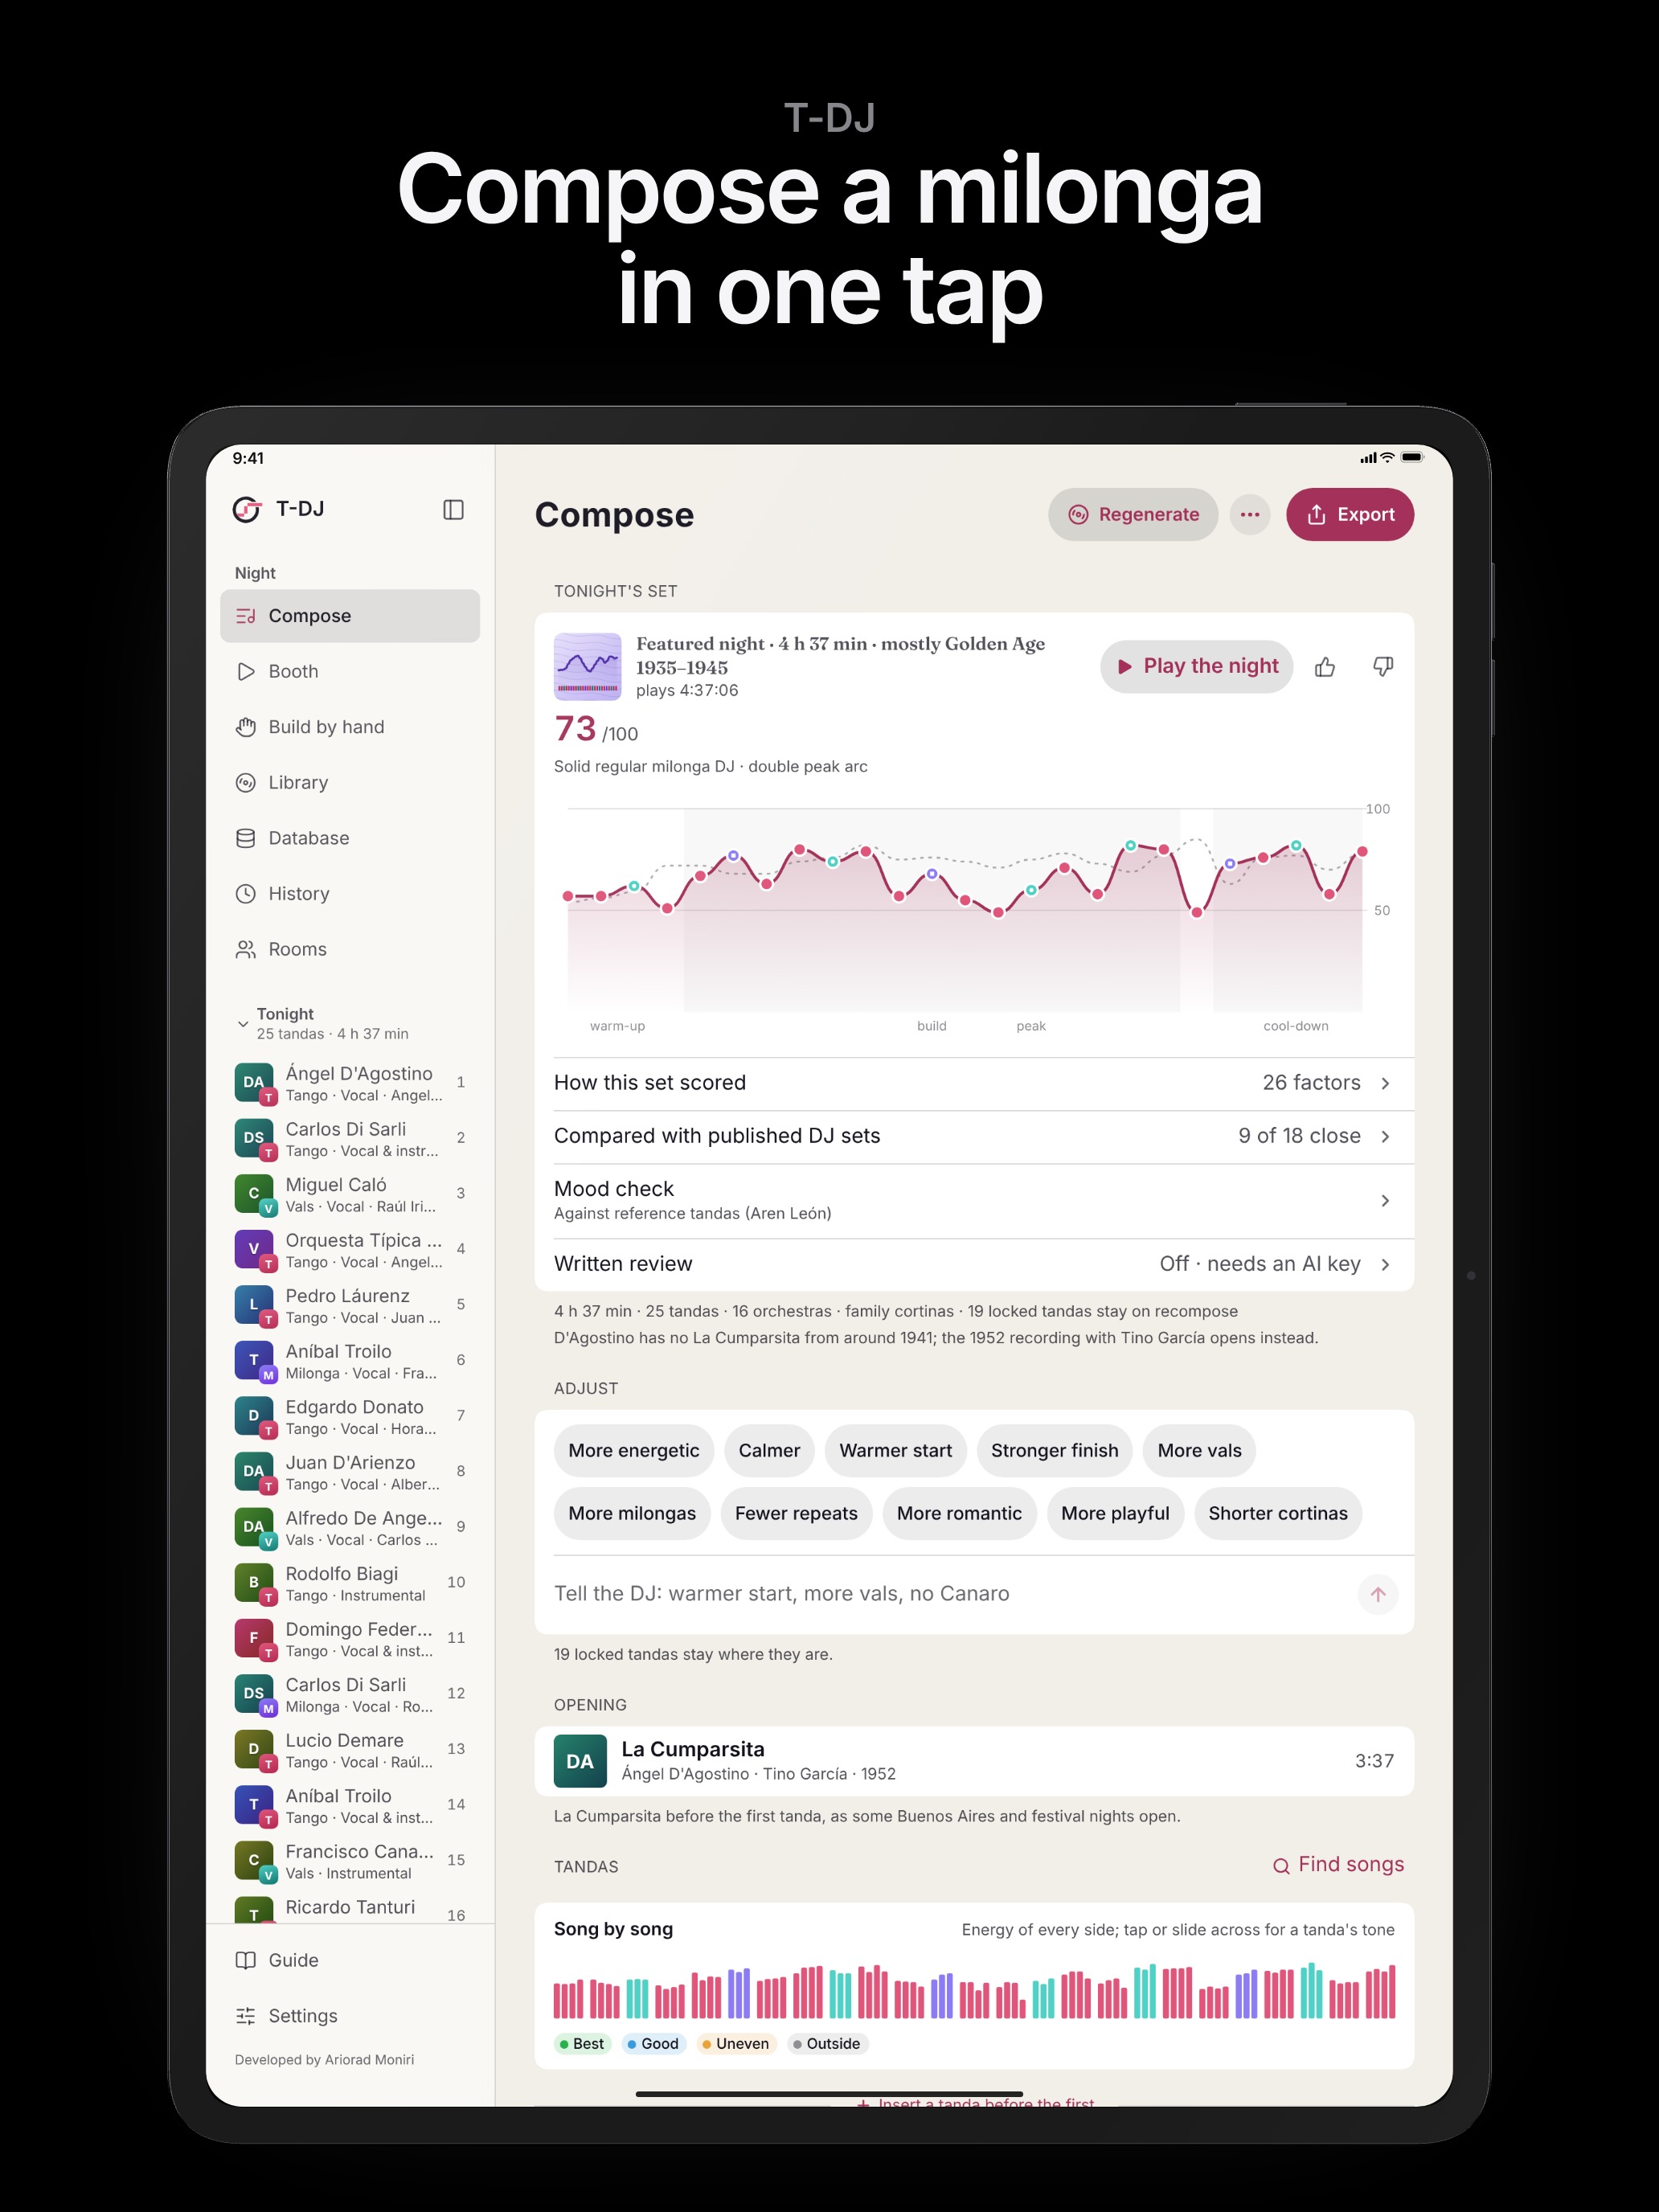 T-DJ
Compose a milonga
in one tap
9:41
T-DJ
Night
Compose
Booth
Build by hand
Library
Database
History
Rooms
Tonight
25 tandas · 4 h 37 min
DA
T
Ángel D'Agostino
Tango · Vocal · Angel...
1
DS
T
Carlos Di Sarli
Tango · Vocal & instr...
2
C
V
Miguel Caló
Vals · Vocal · Raúl Iri...
3
V
T
Orquesta Típica ...
Tango · Vocal · Angel...
4
L
T
Pedro Láurenz
Tango · Vocal · Juan ...
5
T
M
Aníbal Troilo
Milonga · Vocal · Fra...
6
D
T
Edgardo Donato
Tango · Vocal · Hora...
7
DA
T
Juan D'Arienzo
Tango · Vocal · Alber...
8
DA
V
Alfredo De Ange...
Vals · Vocal · Carlos ...
9
B
T
Rodolfo Biagi
Tango · Instrumental
10
F
T
Domingo Feder...
Tango · Vocal & inst...
11
DS
M
Carlos Di Sarli
Milonga · Vocal · Ro...
12
D
T
Lucio Demare
Tango · Vocal · Raúl...
13
T
T
Aníbal Troilo
Tango · Vocal & inst...
14
C
V
Francisco Cana...
Vals · Instrumental
15
T
Ricardo Tanturi
16
Guide
Settings
Developed by Ariorad Moniri
Compose
Regenerate
Export
TONIGHT'S SET
Featured night · 4 h 37 min · mostly Golden Age
1935–1945
plays 4:37:06
Play the night
73 /100
Solid regular milonga DJ · double peak arc
100
50
warm-up build peak cool-down
How this set scored 26 factors
Compared with published DJ sets 9 of 18 close
Mood check
Against reference tandas (Aren León)
Written review Off · needs an AI key
4 h 37 min · 25 tandas · 16 orchestras · family cortinas · 19 locked tandas stay on recompose
D'Agostino has no La Cumparsita from around 1941; the 1952 recording with Tino García opens instead.
ADJUST
More energetic Calmer Warmer start Stronger finish More vals
More milongas Fewer repeats More romantic More playful Shorter cortinas
Tell the DJ: warmer start, more vals, no Canaro
19 locked tandas stay where they are.
OPENING
DA
La Cumparsita
Ángel D'Agostino · Tino García · 1952
3:37
La Cumparsita before the first tanda, as some Buenos Aires and festival nights open.
TANDAS
Find songs
Song by song Energy of every side; tap or slide across for a tanda's tone
Best Good Uneven Outside
+ Insert a tanda before the first